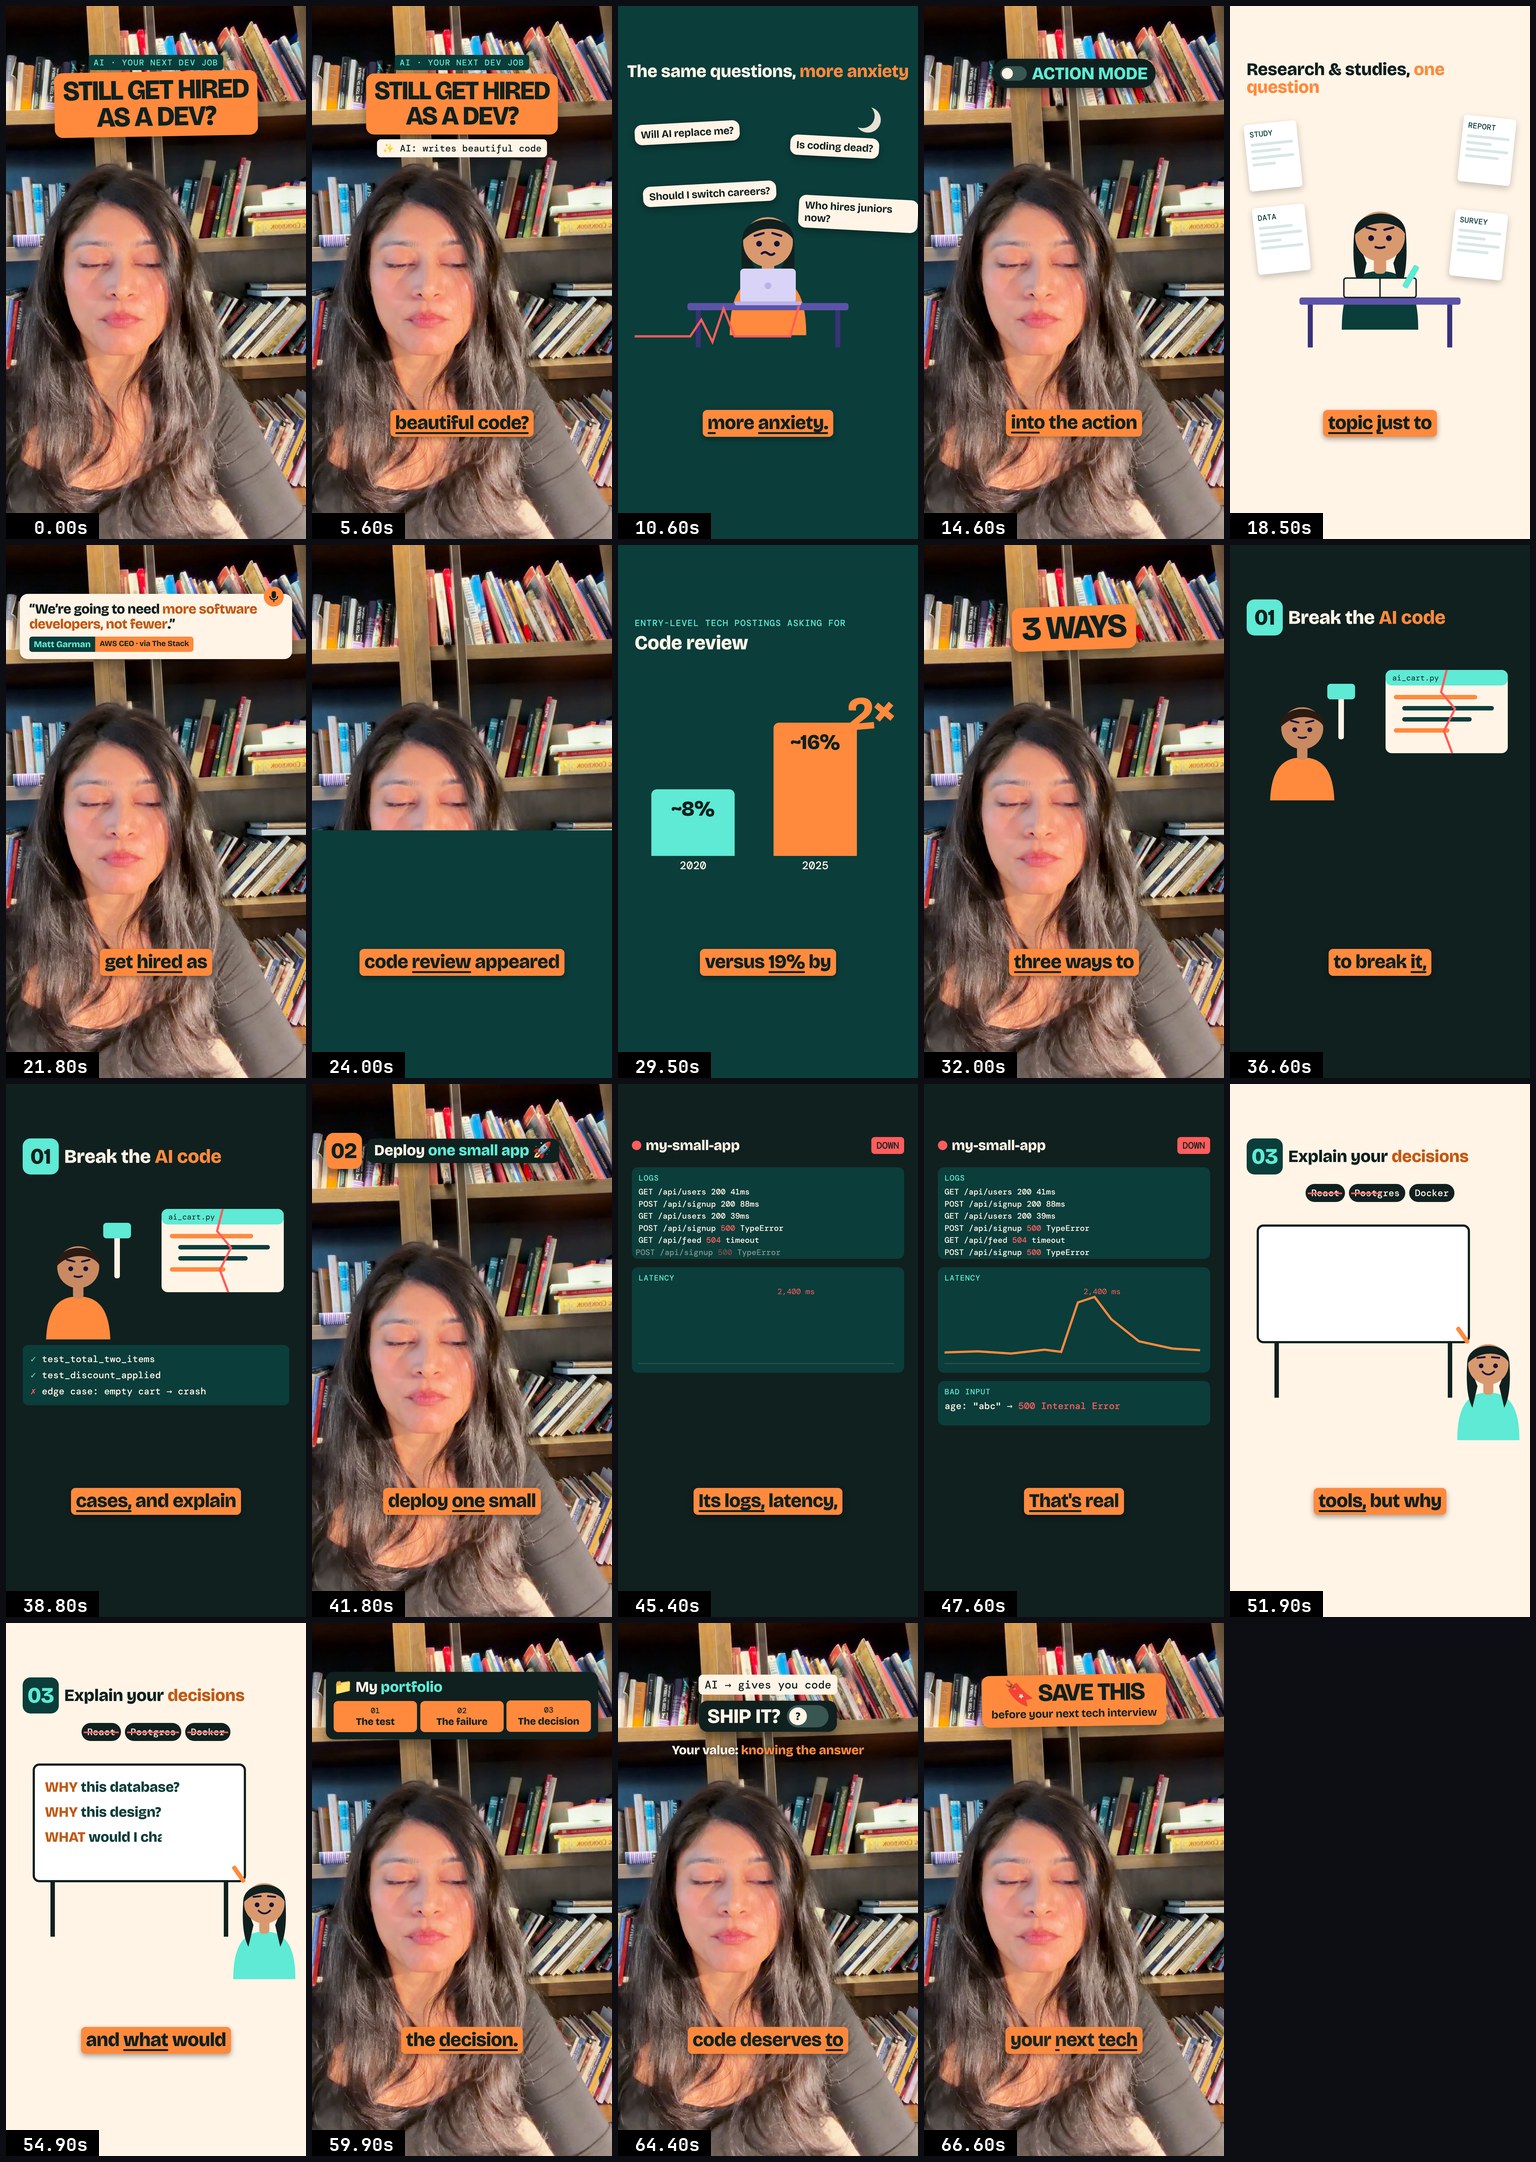 AI · YOUR NEXT DEV JOB
STILL GET HIRED
AS A DEV?
0.00s
AI · YOUR NEXT DEV JOB
STILL GET HIRED
AS A DEV?
✨ AI: writes beautiful code
beautiful code?
5.60s
The same questions, more anxiety
Will AI replace me?
Is coding dead?
Should I switch careers?
Who hires juniors
now?
more anxiety.
10.60s
ACTION MODE
into the action
14.60s
Research & studies, one
question
STUDY
REPORT
DATA
SURVEY
topic just to
18.50s
“We’re going to need more software
developers, not fewer.”
Matt Garman AWS CEO · via The Stack
get hired as
21.80s
code review appeared
24.00s
ENTRY-LEVEL TECH POSTINGS ASKING FOR
Code review
2×
~16%
~8%
2020 2025
versus 19% by
29.50s
3 WAYS
three ways to
32.00s
01 Break the AI code
ai_cart.py
to break it,
36.60s
01 Break the AI code
ai_cart.py
✓ test_total_two_items
✓ test_discount_applied
✗ edge case: empty cart → crash
cases, and explain
38.80s
02 Deploy one small app 🚀
deploy one small
41.80s
my-small-app DOWN
LOGS
GET /api/users 200 41ms
POST /api/signup 200 88ms
GET /api/users 200 39ms
POST /api/signup 500 TypeError
GET /api/feed 504 timeout
POST /api/signup 500 TypeError
LATENCY
2,400 ms
Its logs, latency,
45.40s
my-small-app DOWN
LOGS
GET /api/users 200 41ms
POST /api/signup 200 88ms
GET /api/users 200 39ms
POST /api/signup 500 TypeError
GET /api/feed 504 timeout
POST /api/signup 500 TypeError
LATENCY
2,400 ms
BAD INPUT
age: "abc" → 500 Internal Error
That's real
47.60s
03 Explain your decisions
React Postgres Docker
tools, but why
51.90s
03 Explain your decisions
React Postgres Docker
WHY this database?
WHY this design?
WHAT would I cha
and what would
54.90s
📁 My portfolio
01 02 03
The test The failure The decision
the decision.
59.90s
AI → gives you code
SHIP IT? ?
Your value: knowing the answer
code deserves to
64.40s
🔖 SAVE THIS
before your next tech interview
your next tech
66.60s